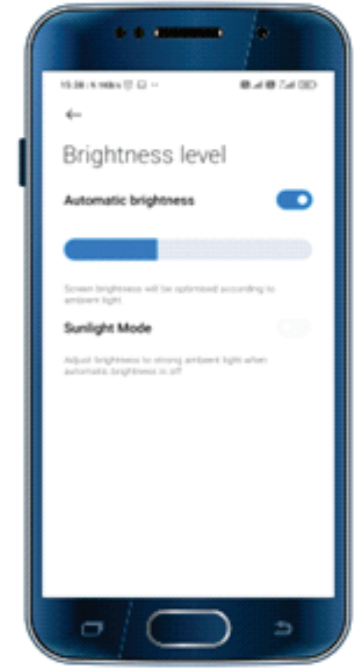 Brightness level
Automatic brightness
Screen brightness will be optimised according to
ambient light
Sunlight Mode
Adjust brightness to strong ambient light when
automatic brightness is off